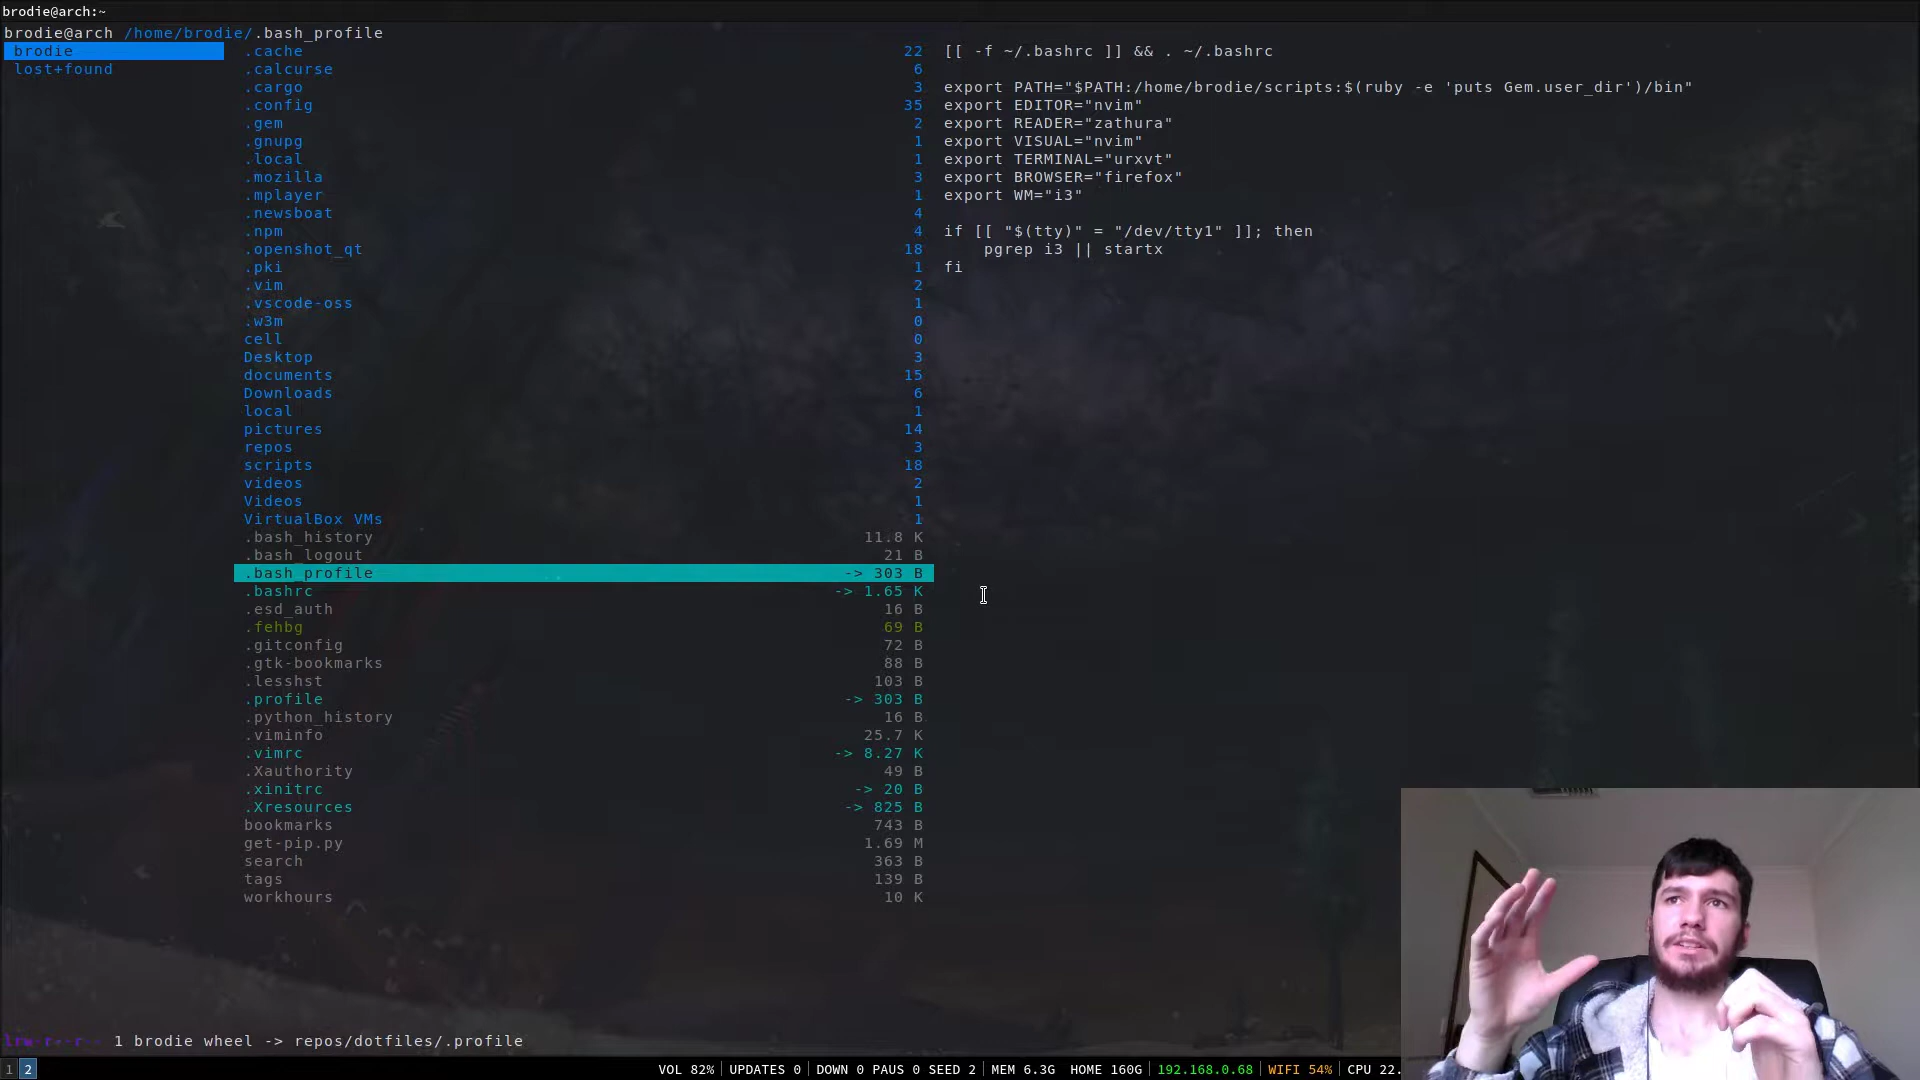 brodie@arch:~
brodie@arch /home/brodie/.bash_profile
brodie
lost+found
.cache 22
.calcurse 6
.cargo 3
.config 35
.gem 2
.gnupg 1
.local 1
.mozilla 3
.mplayer 1
.newsboat 4
.npm 4
.openshot_qt 18
.pki 1
.vim 2
.vscode-oss 1
.w3m 0
cell 0
Desktop 3
documents 15
Downloads 6
local 1
pictures 14
repos 3
scripts 18
videos 2
Videos 1
VirtualBox VMs 1
.bash_history 11.8 K
.bash_logout 21 B
.bash_profile -> 303 B
.bashrc -> 1.65 K
.esd_auth 16 B
.fehbg 69 B
.gitconfig 72 B
.gtk-bookmarks 88 B
.lesshst 103 B
.profile -> 303 B
.python_history 16 B
.viminfo 25.7 K
.vimrc -> 8.27 K
.Xauthority 49 B
.xinitrc -> 20 B
.Xresources -> 825 B
bookmarks 743 B
get-pip.py 1.69 M
search 363 B
tags 139 B
workhours 10 K
[[ -f ~/.bashrc ]] && . ~/.bashrc
export PATH="$PATH:/home/brodie/scripts:$(ruby -e 'puts Gem.user_dir')/bin"
export EDITOR="nvim"
export READER="zathura"
export VISUAL="nvim"
export TERMINAL="urxvt"
export BROWSER="firefox"
export WM="i3"
if [[ "$(tty)" = "/dev/tty1" ]]; then
pgrep i3 || startx
fi
1 brodie wheel -> repos/dotfiles/.profile
1 2 VOL 82% UPDATES 0 DOWN 0 PAUS 0 SEED 2 MEM 6.3G HOME 160G 192.168.0.68 WIFI 54% CPU 22.